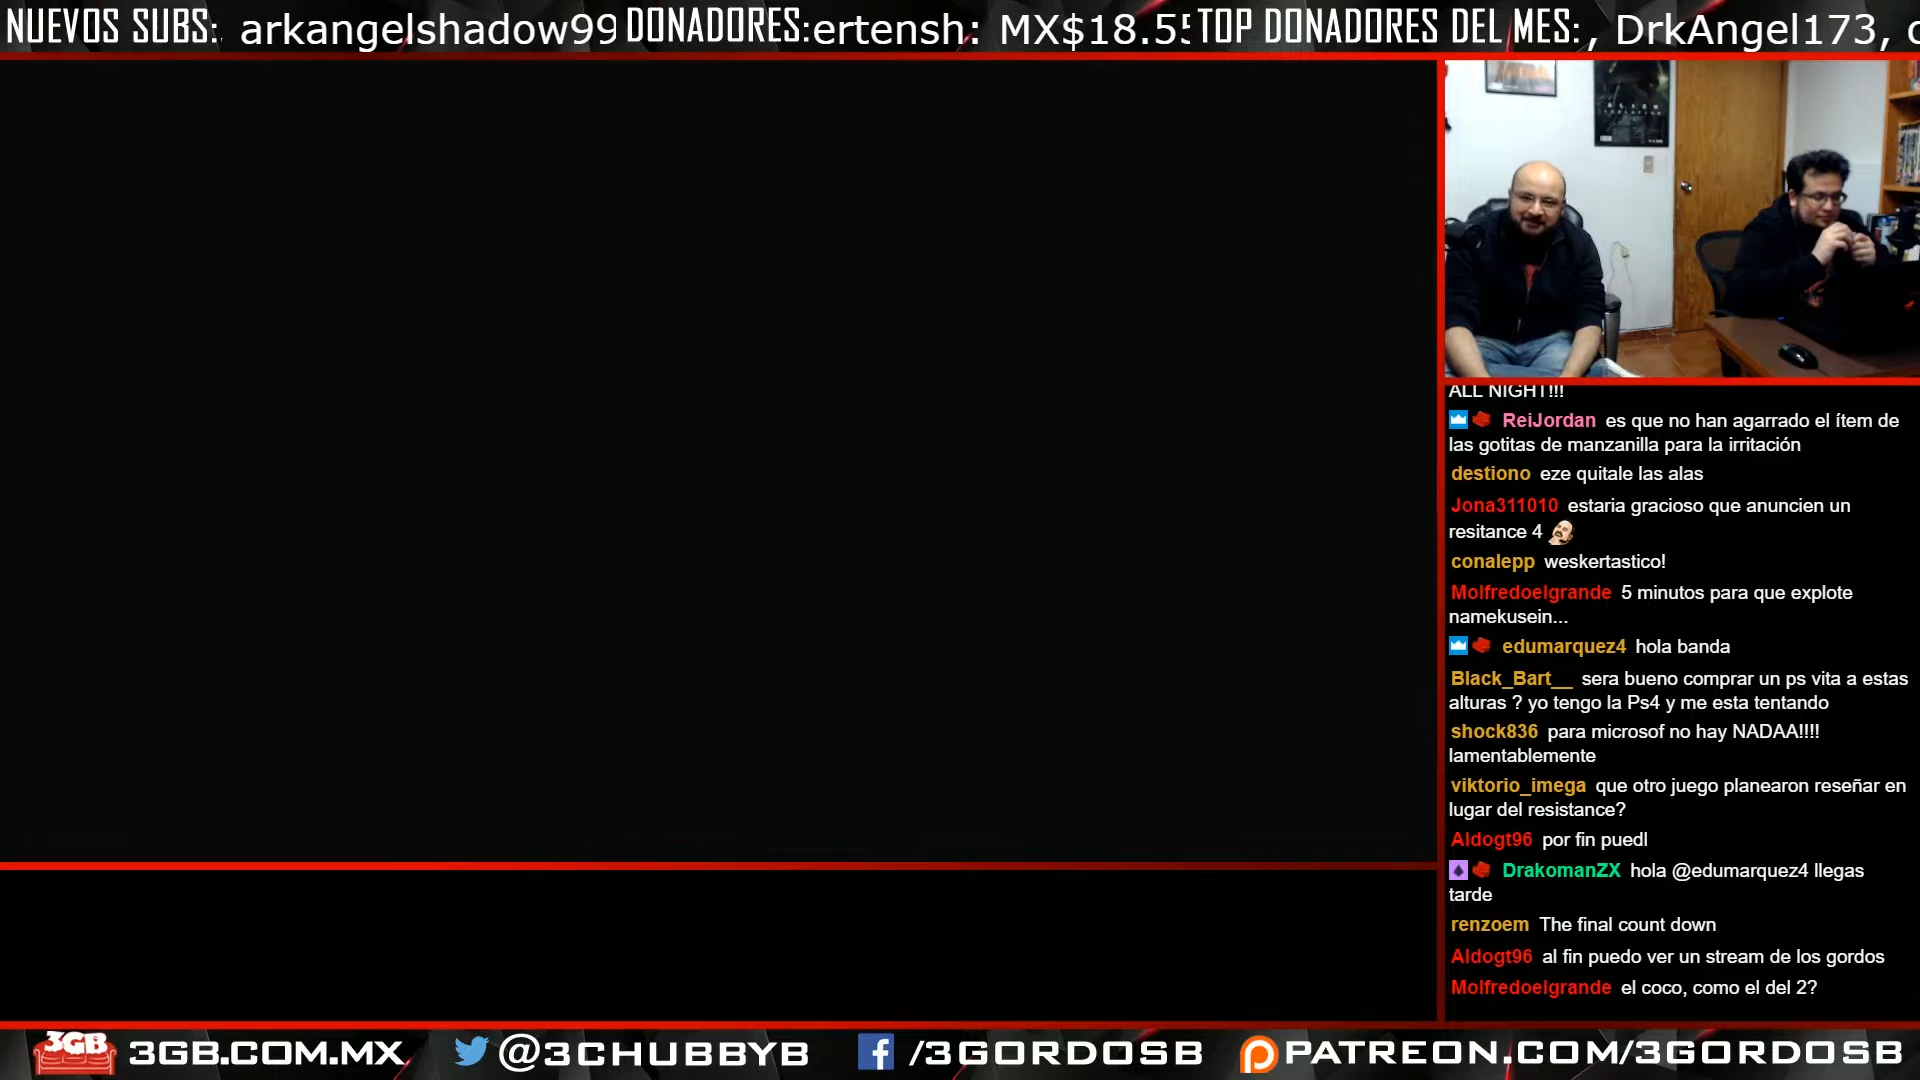 NUEVOS SUBS: arkangelshadow99 DONADORES: ertensh: MX$18.55 TOP DONADORES DEL MES: , DrkAngel173,
ALIEN
ALL NIGHT!!!
ReiJordan es que no han agarrado el ítem de
las gotitas de manzanilla para la irritación
destiono eze quitale las alas
Jona311010 estaria gracioso que anuncien un
resitance 4
conalepp weskertastico!
Molfredoelgrande 5 minutos para que explote
namekusein...
edumarquez4 hola banda
Black_Bart__ sera bueno comprar un ps vita a estas
alturas ? yo tengo la Ps4 y me esta tentando
shock836 para microsof no hay NADAA!!!!
lamentablemente
viktorio_imega que otro juego planearon reseñar en
lugar del resistance?
Aldogt96 por fin puedl
DrakomanZX hola @edumarquez4 llegas
tarde
renzoem The final count down
Aldogt96 al fin puedo ver un stream de los gordos
Molfredoelgrande el coco, como el del 2?
3GB 3GB.COM.MX @3CHUBBYB /3GORDOSB PATREON.COM/3GORDOSB